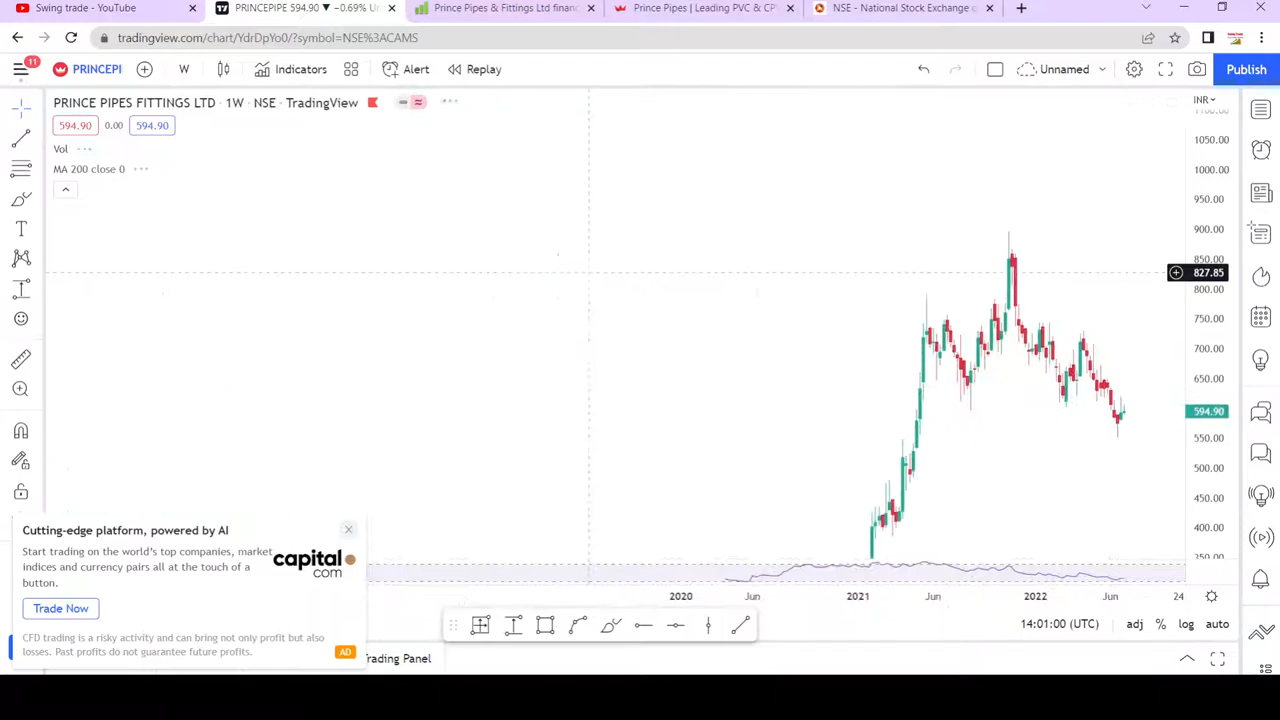 Swing trade - YouTube
PRINCEPIPE 594.90 ▼ −0.69% Un
Prince Pipes & Fittings Ltd finan
Prince Pipes | Leading PVC & CP
NSE - National Stock Exchange o
tradingview.com/chart/YdrDpYo0/?symbol=NSE%3ACAMS
11
PRINCEPI
W
Indicators
Alert
Replay
Unnamed
Publish
PRINCE PIPES FITTINGS LTD · 1W · NSE · TradingView
INR
594.90
0.00
594.90
Vol
MA 200 close 0
1050.00
1000.00
950.00
900.00
850.00
827.85
800.00
750.00
700.00
650.00
594.90
550.00
500.00
450.00
400.00
350.00
Cutting-edge platform, powered by AI
Start trading on the world's top companies, market
indices and currency pairs all at the touch of a
button.
capital
com
Trade Now
CFD trading is a risky activity and can bring not only profit but also
losses. Past profits do not guarantee future profits.
AD
2020
Jun
2021
Jun
2022
Jun
24
14:01:00 (UTC)
adj
%
log
auto
Trading Panel